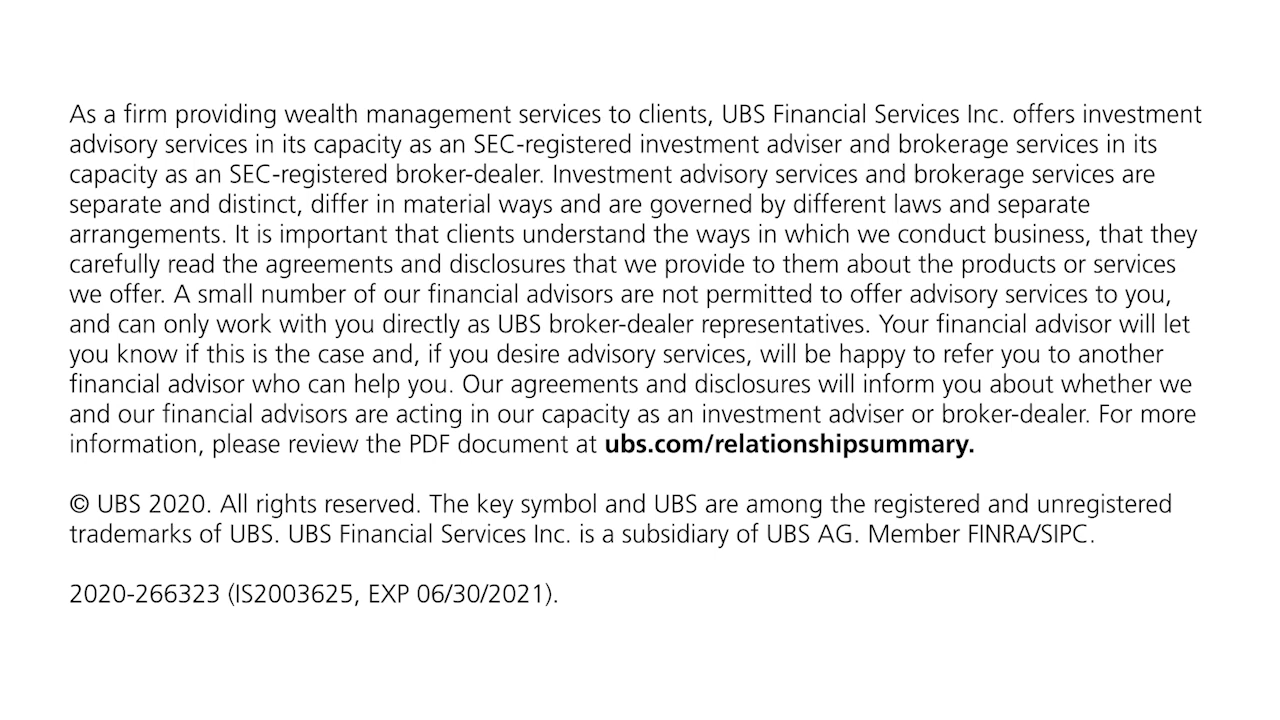 As a firm providing wealth management services to clients, UBS Financial Services Inc. offers investment
advisory services in its capacity as an SEC-registered investment adviser and brokerage services in its
capacity as an SEC-registered broker-dealer. Investment advisory services and brokerage services are
separate and distinct, differ in material ways and are governed by different laws and separate
arrangements. It is important that clients understand the ways in which we conduct business, that they
carefully read the agreements and disclosures that we provide to them about the products or services
we offer. A small number of our financial advisors are not permitted to offer advisory services to you,
and can only work with you directly as UBS broker-dealer representatives. Your financial advisor will let
you know if this is the case and, if you desire advisory services, will be happy to refer you to another
financial advisor who can help you. Our agreements and disclosures will inform you about whether we
and our financial advisors are acting in our capacity as an investment adviser or broker-dealer. For more
information, please review the PDF document at ubs.com/relationshipsummary.
© UBS 2020. All rights reserved. The key symbol and UBS are among the registered and unregistered
trademarks of UBS. UBS Financial Services Inc. is a subsidiary of UBS AG. Member FINRA/SIPC.
2020-266323 (IS2003625, EXP 06/30/2021).